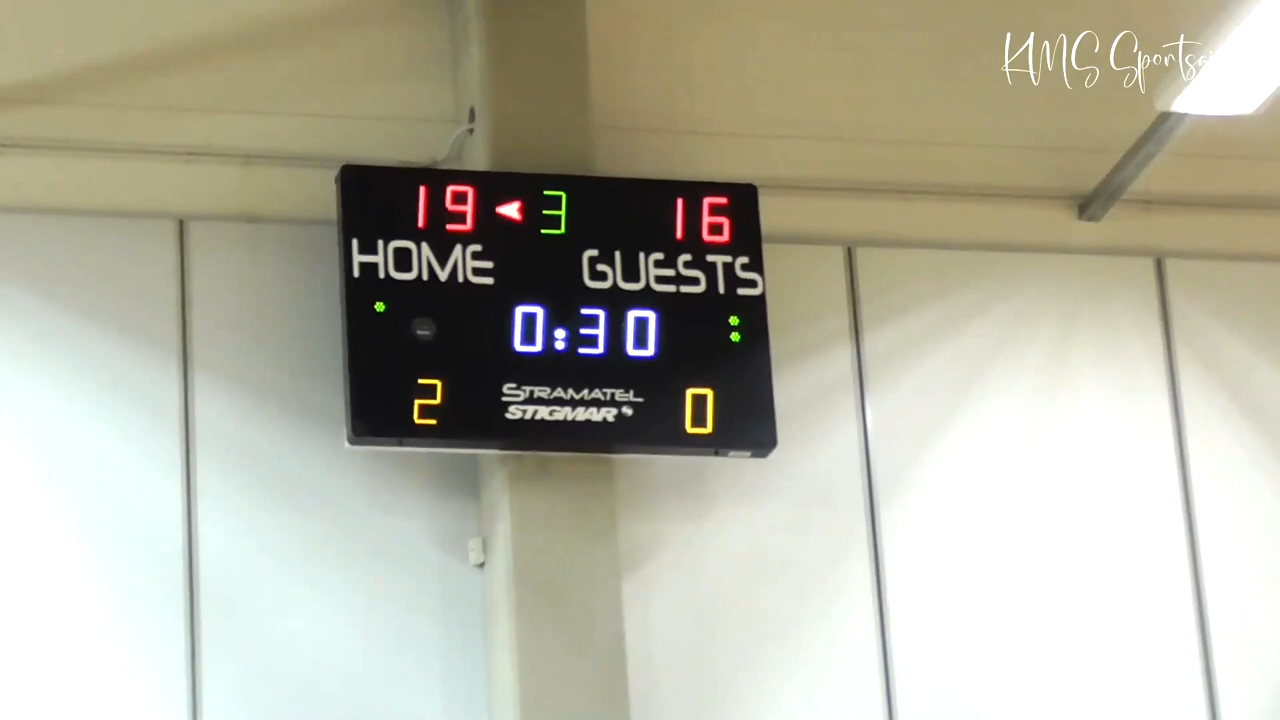 KMS Sports
19 3 16
HOME GUESTS
0:30
2 0
STRAMATEL
STIGMAR